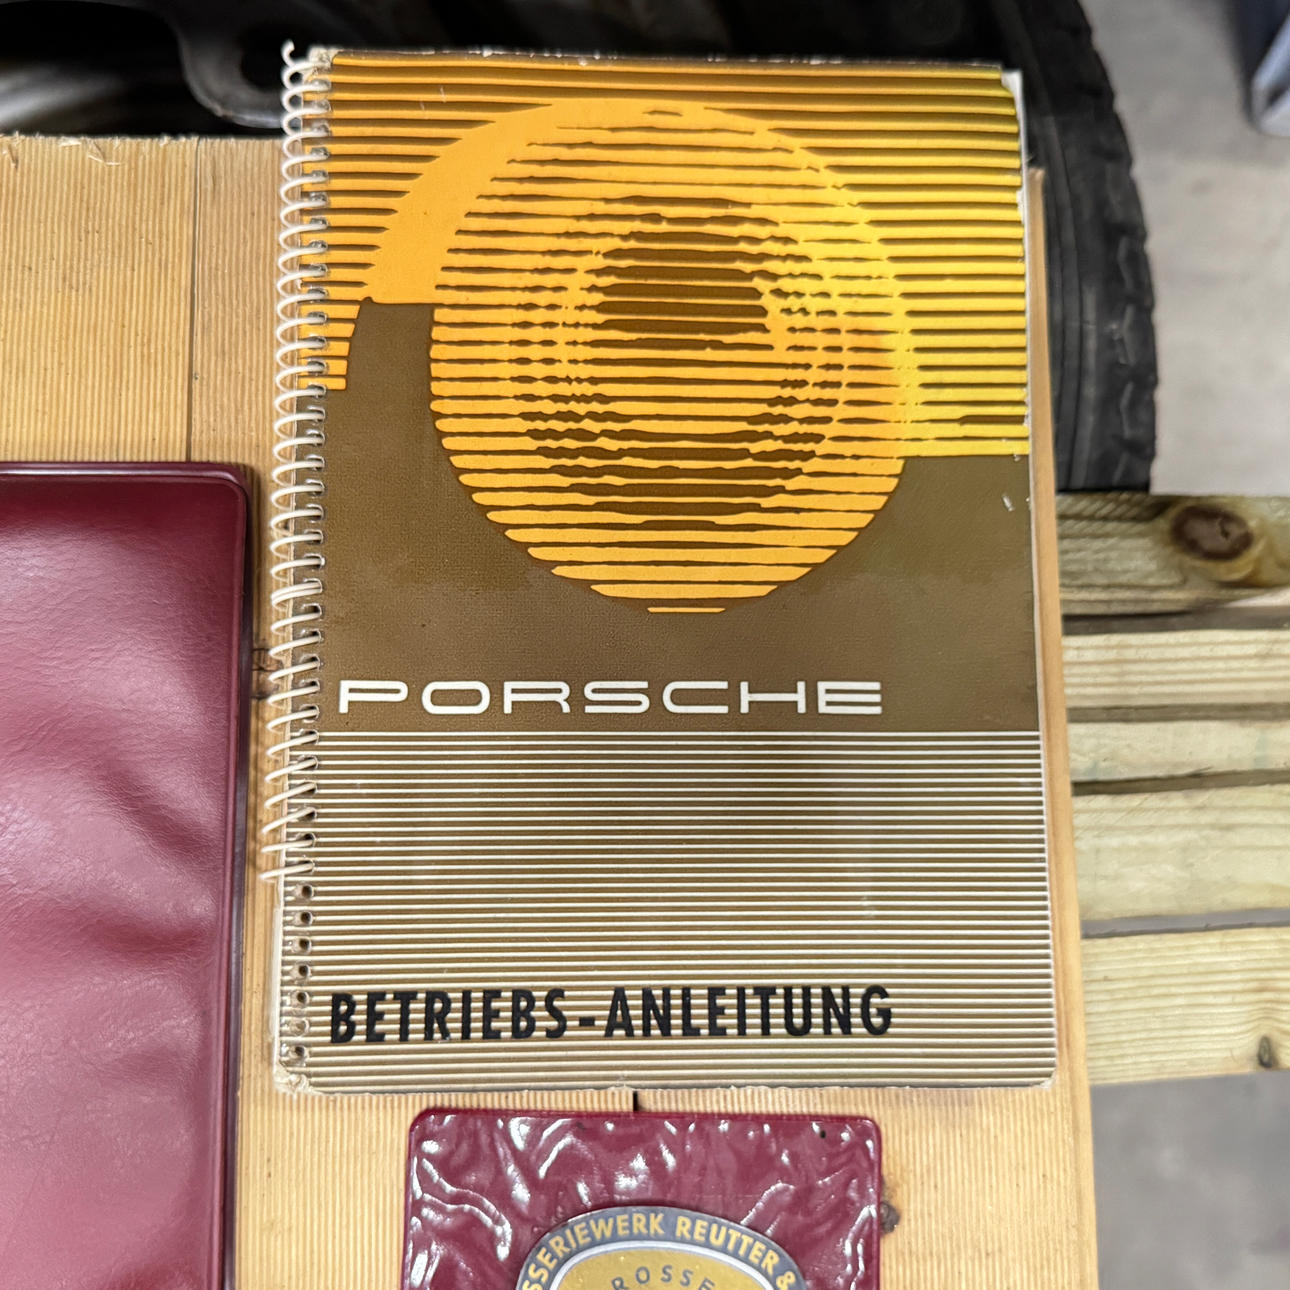 PORSCHE
BETRIEBS-ANLEITUNG
SSERIEWERK REUTTER &
ROSSE